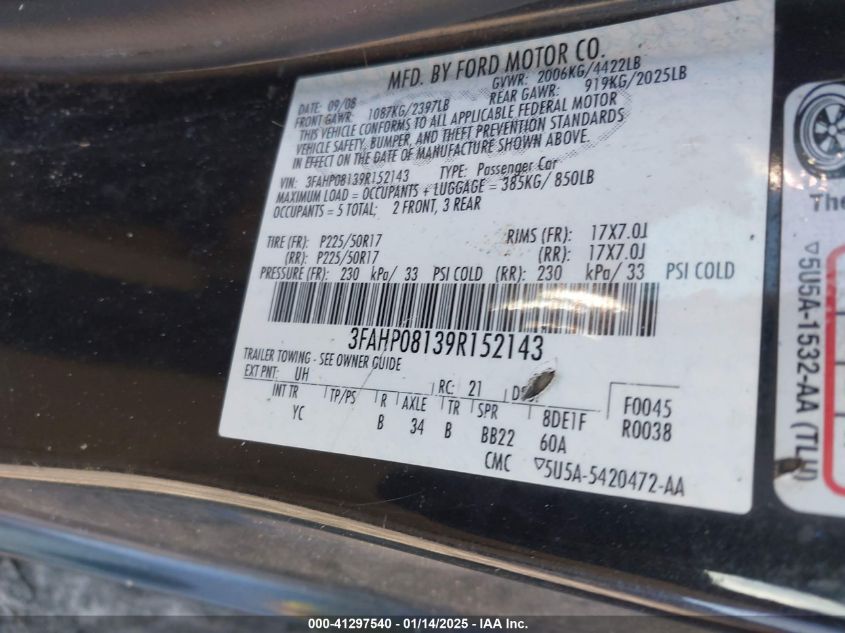 MFD. BY FORD MOTOR CO.
DATE: 09/08 GVWR: 2006KG/4422LB
FRONT GAWR: 1087KG/2397LB REAR GAWR: 919KG/2025LB
THIS VEHICLE CONFORMS TO ALL APPLICABLE FEDERAL MOTOR
VEHICLE SAFETY, BUMPER, AND THEFT PREVENTION STANDARDS
IN EFFECT ON THE DATE OF MANUFACTURE SHOWN ABOVE.
VIN: 3FAHP08139R152143 TYPE: Passenger Car
MAXIMUM LOAD = OCCUPANTS + LUGGAGE = 385KG/ 850LB
OCCUPANTS = 5 TOTAL; 2 FRONT, 3 REAR
TIRE (FR): P225/50R17 RIMS (FR): 17X7.0J
(RR): P225/50R17 (RR): 17X7.0J
PRESSURE (FR): 230 kPa/ 33 PSI COLD (RR): 230 kPa/ 33 PSI COLD
3FAHP08139R152143
TRAILER TOWING - SEE OWNER GUIDE
EXT PNT: UH RC: 21
INT TR TP/PS R AXLE TR SPR 8DE1F F0045
YC B 34 B BB22 60A R0038
CMC ▽5U5A-5420472-AA
The
▽5U5A-1532-AA (TLH)
000-41297540 - 01/14/2025 - IAA Inc.